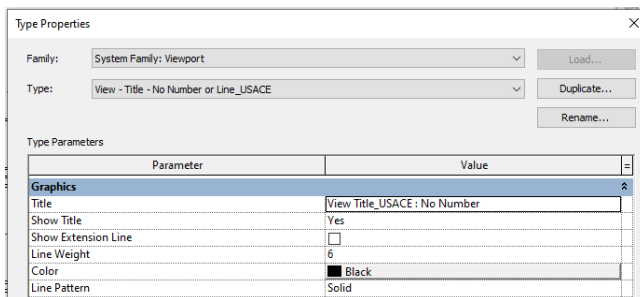 Type Properties
Family: System Family: Viewport Load...
Type: View - Title - No Number or Line_USACE Duplicate...
Rename...
Type Parameters
Parameter Value =
Graphics
Title View Title_USACE : No Number
Show Title Yes
Show Extension Line
Line Weight 6
Color Black
Line Pattern Solid